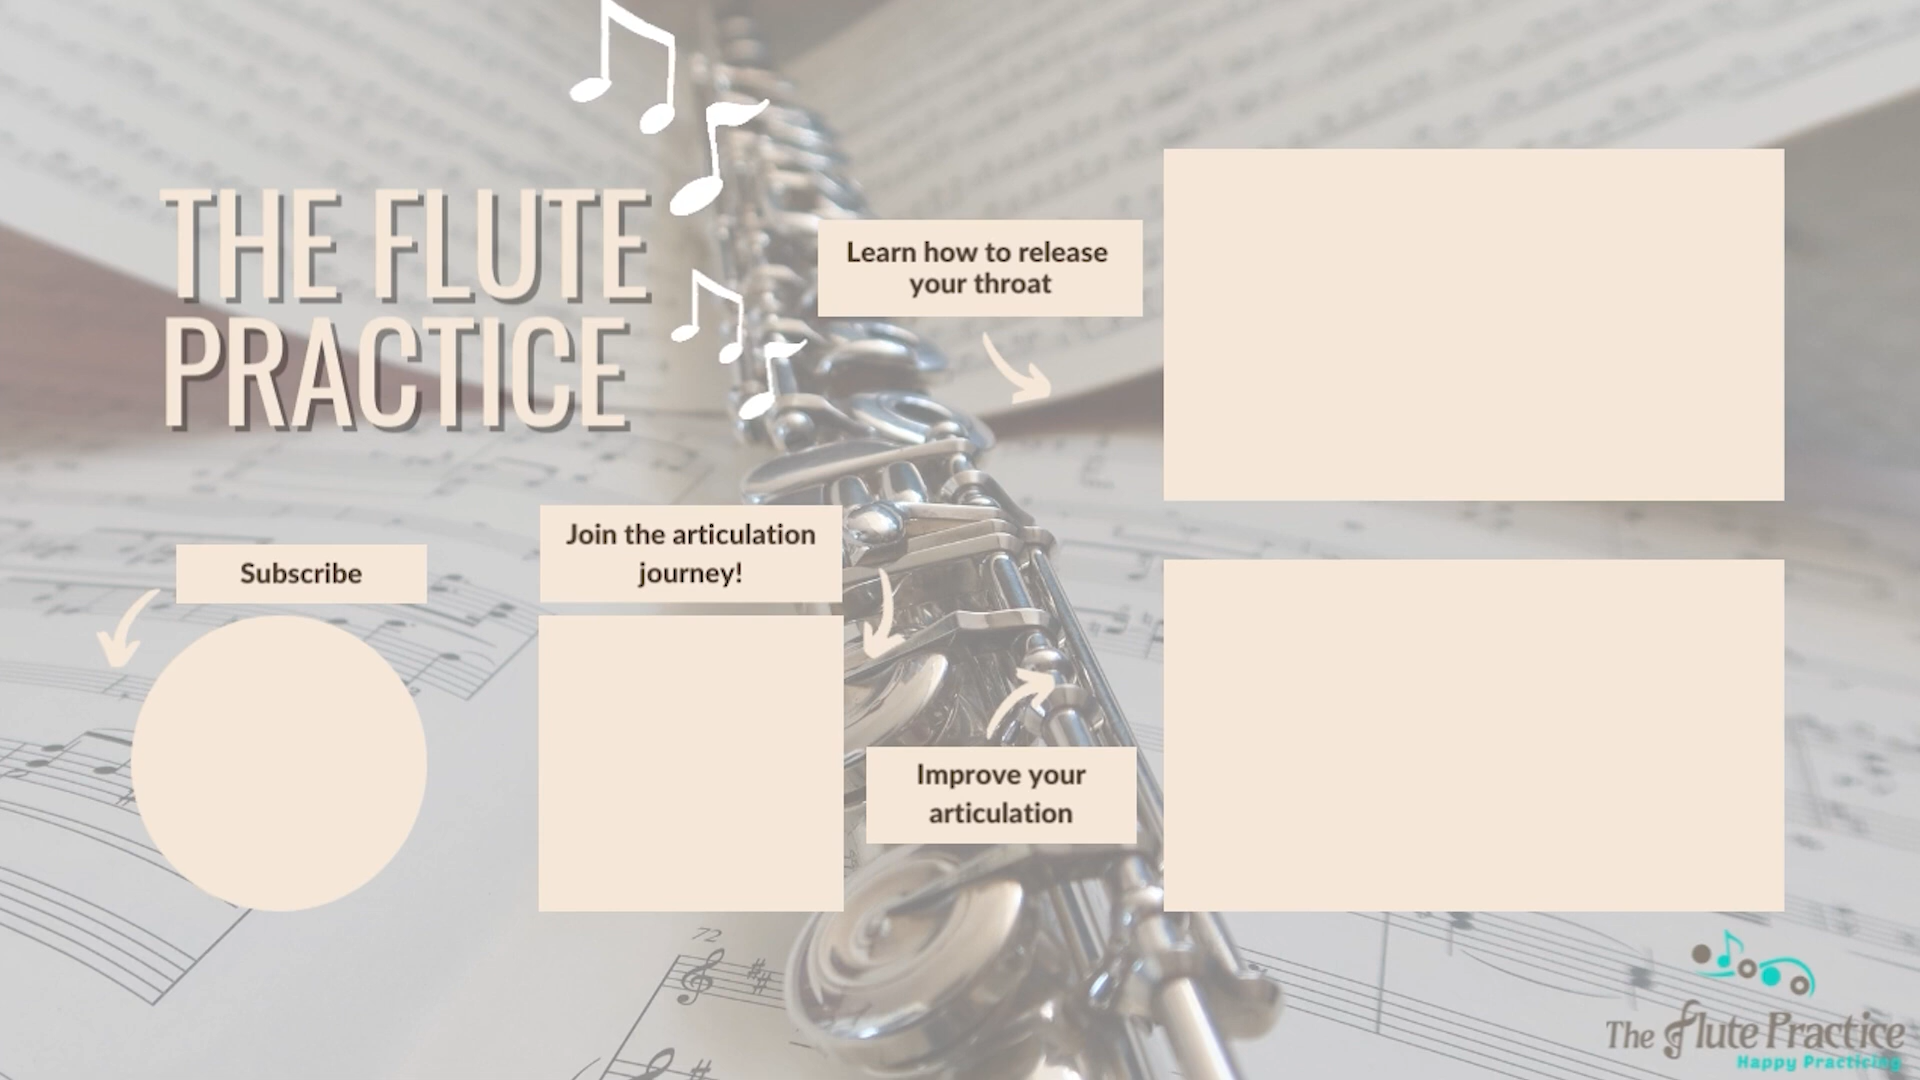 THE FLUTE
PRACTICE
Learn how to release
your throat
Join the articulation
journey!
Subscribe
Improve your
articulation
72
The flute Practice
Happy Practicing